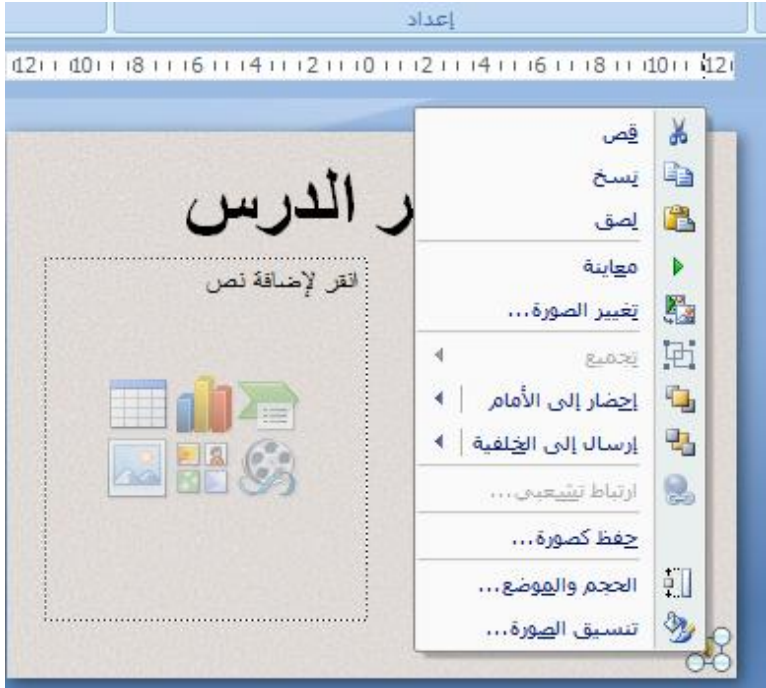 إعداد
12 10 8 6 4 2 0 2 4 6 8 10 12
قص
نسخ
لصق
معاينة
تغيير الصورة...
تجميع
إحضار إلى الأمام
إرسال إلى الخلفية
ارتباط تشعبي...
حفظ كصورة...
الحجم والموضع...
تنسيق الصورة...
ر الدرس
انقر لإضافة نص